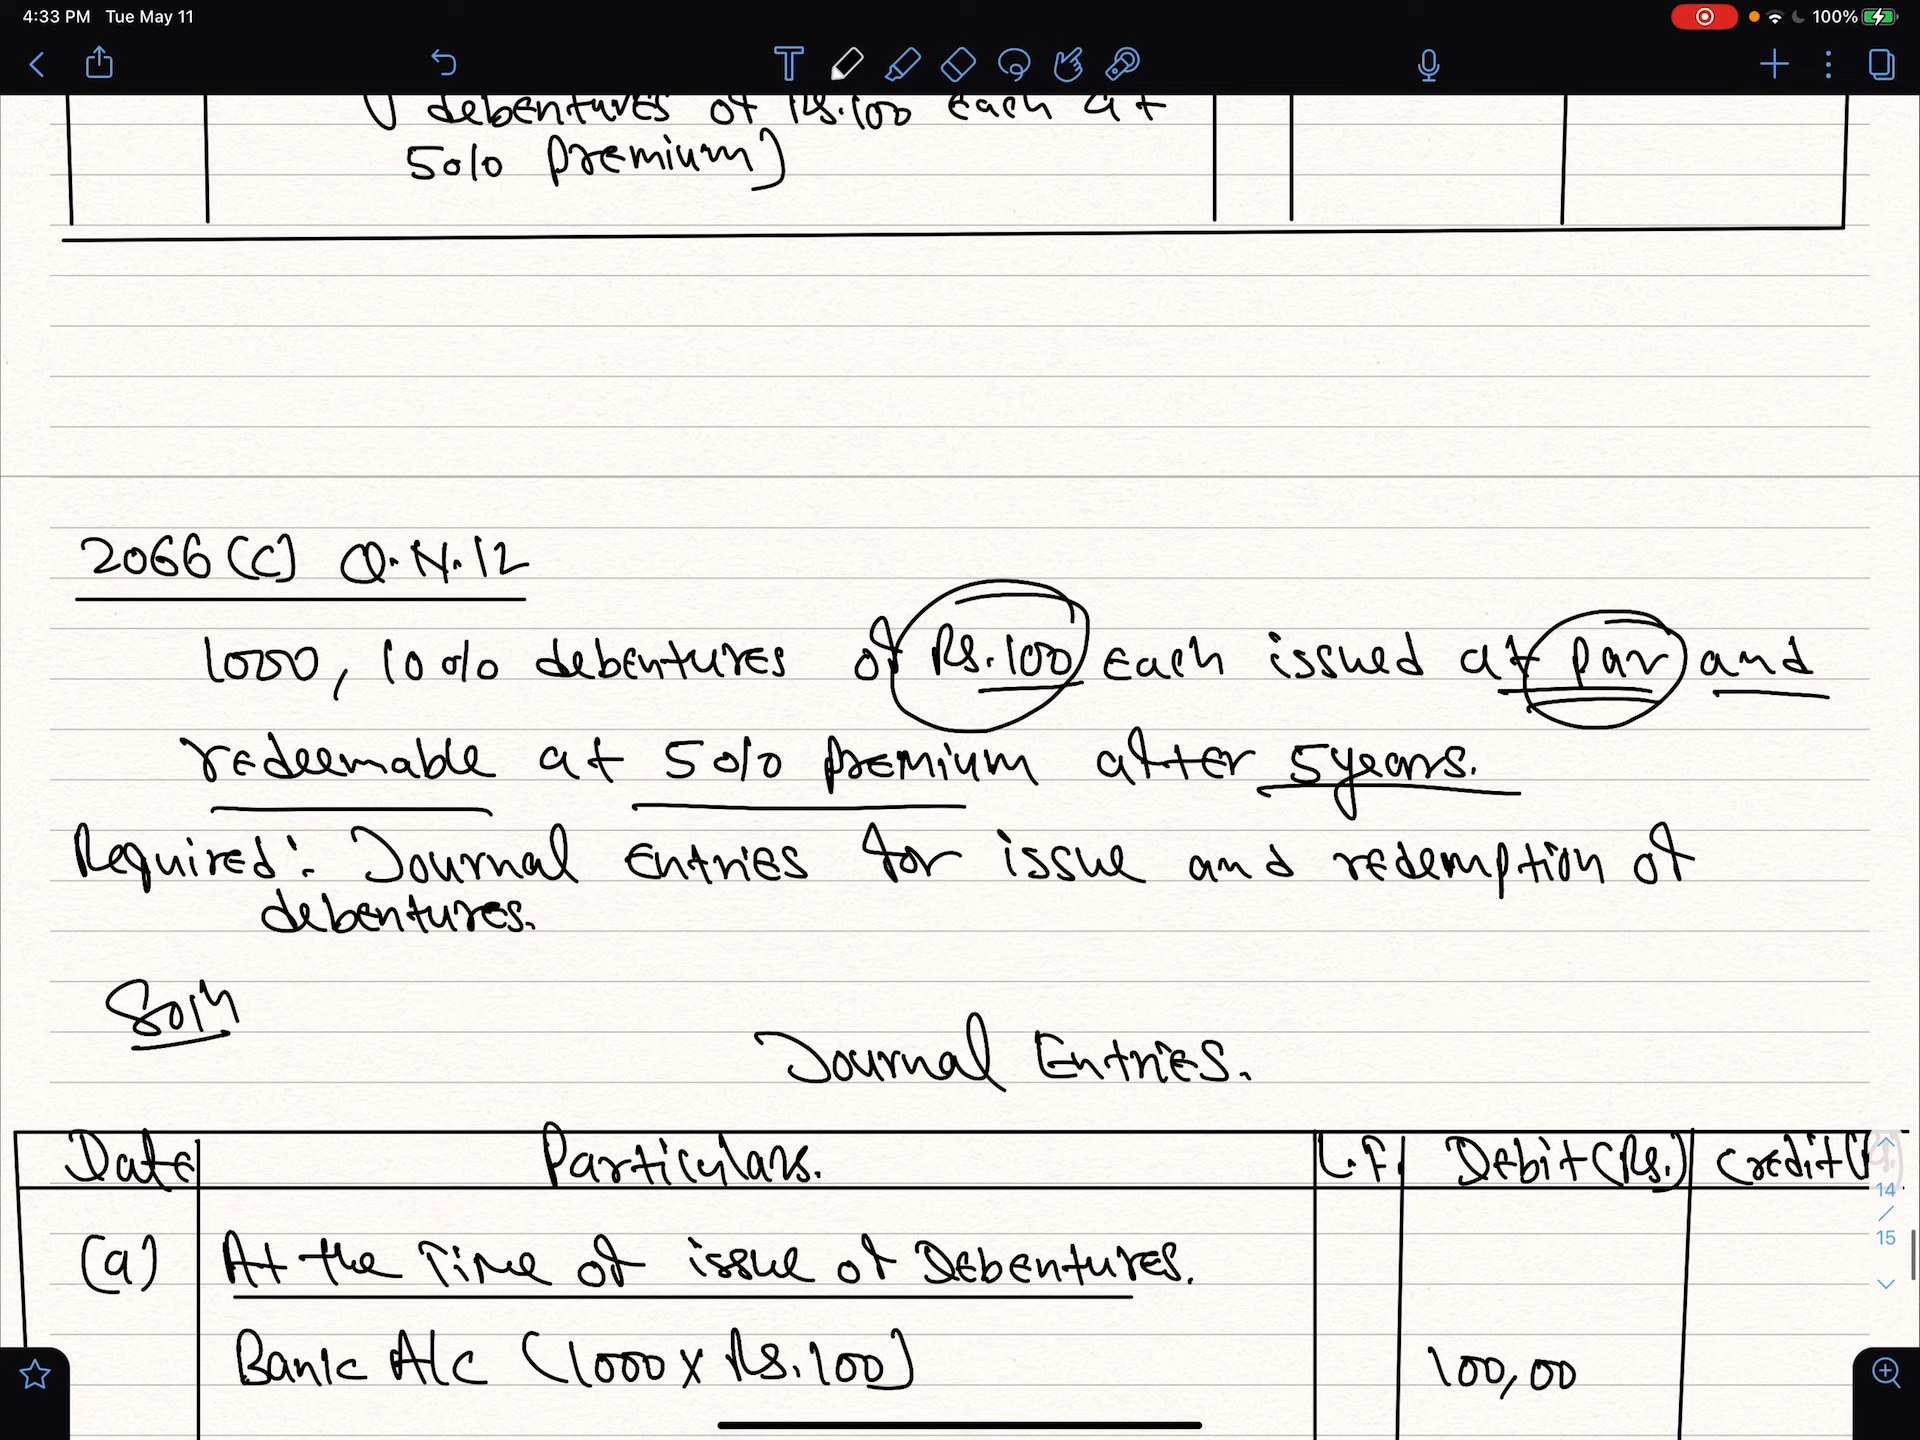 4:33 PM Tue May 11
100%
debentures of Rs.100 each at
5% premium)
2066 (C) Q.N.12
1000, 10% debentures of Rs.100 each issued at par and
redeemable at 5% premium after 5 years.
Required: Journal Entries for issue and redemption of
debentures.
Soln
Journal Entries.
Date Particulars. L.F. Debit (Rs.) Credit (R
14
/
15
(a) At the Time of issue of Debentures.
Bank A/c (1000 x Rs.100) 100,00